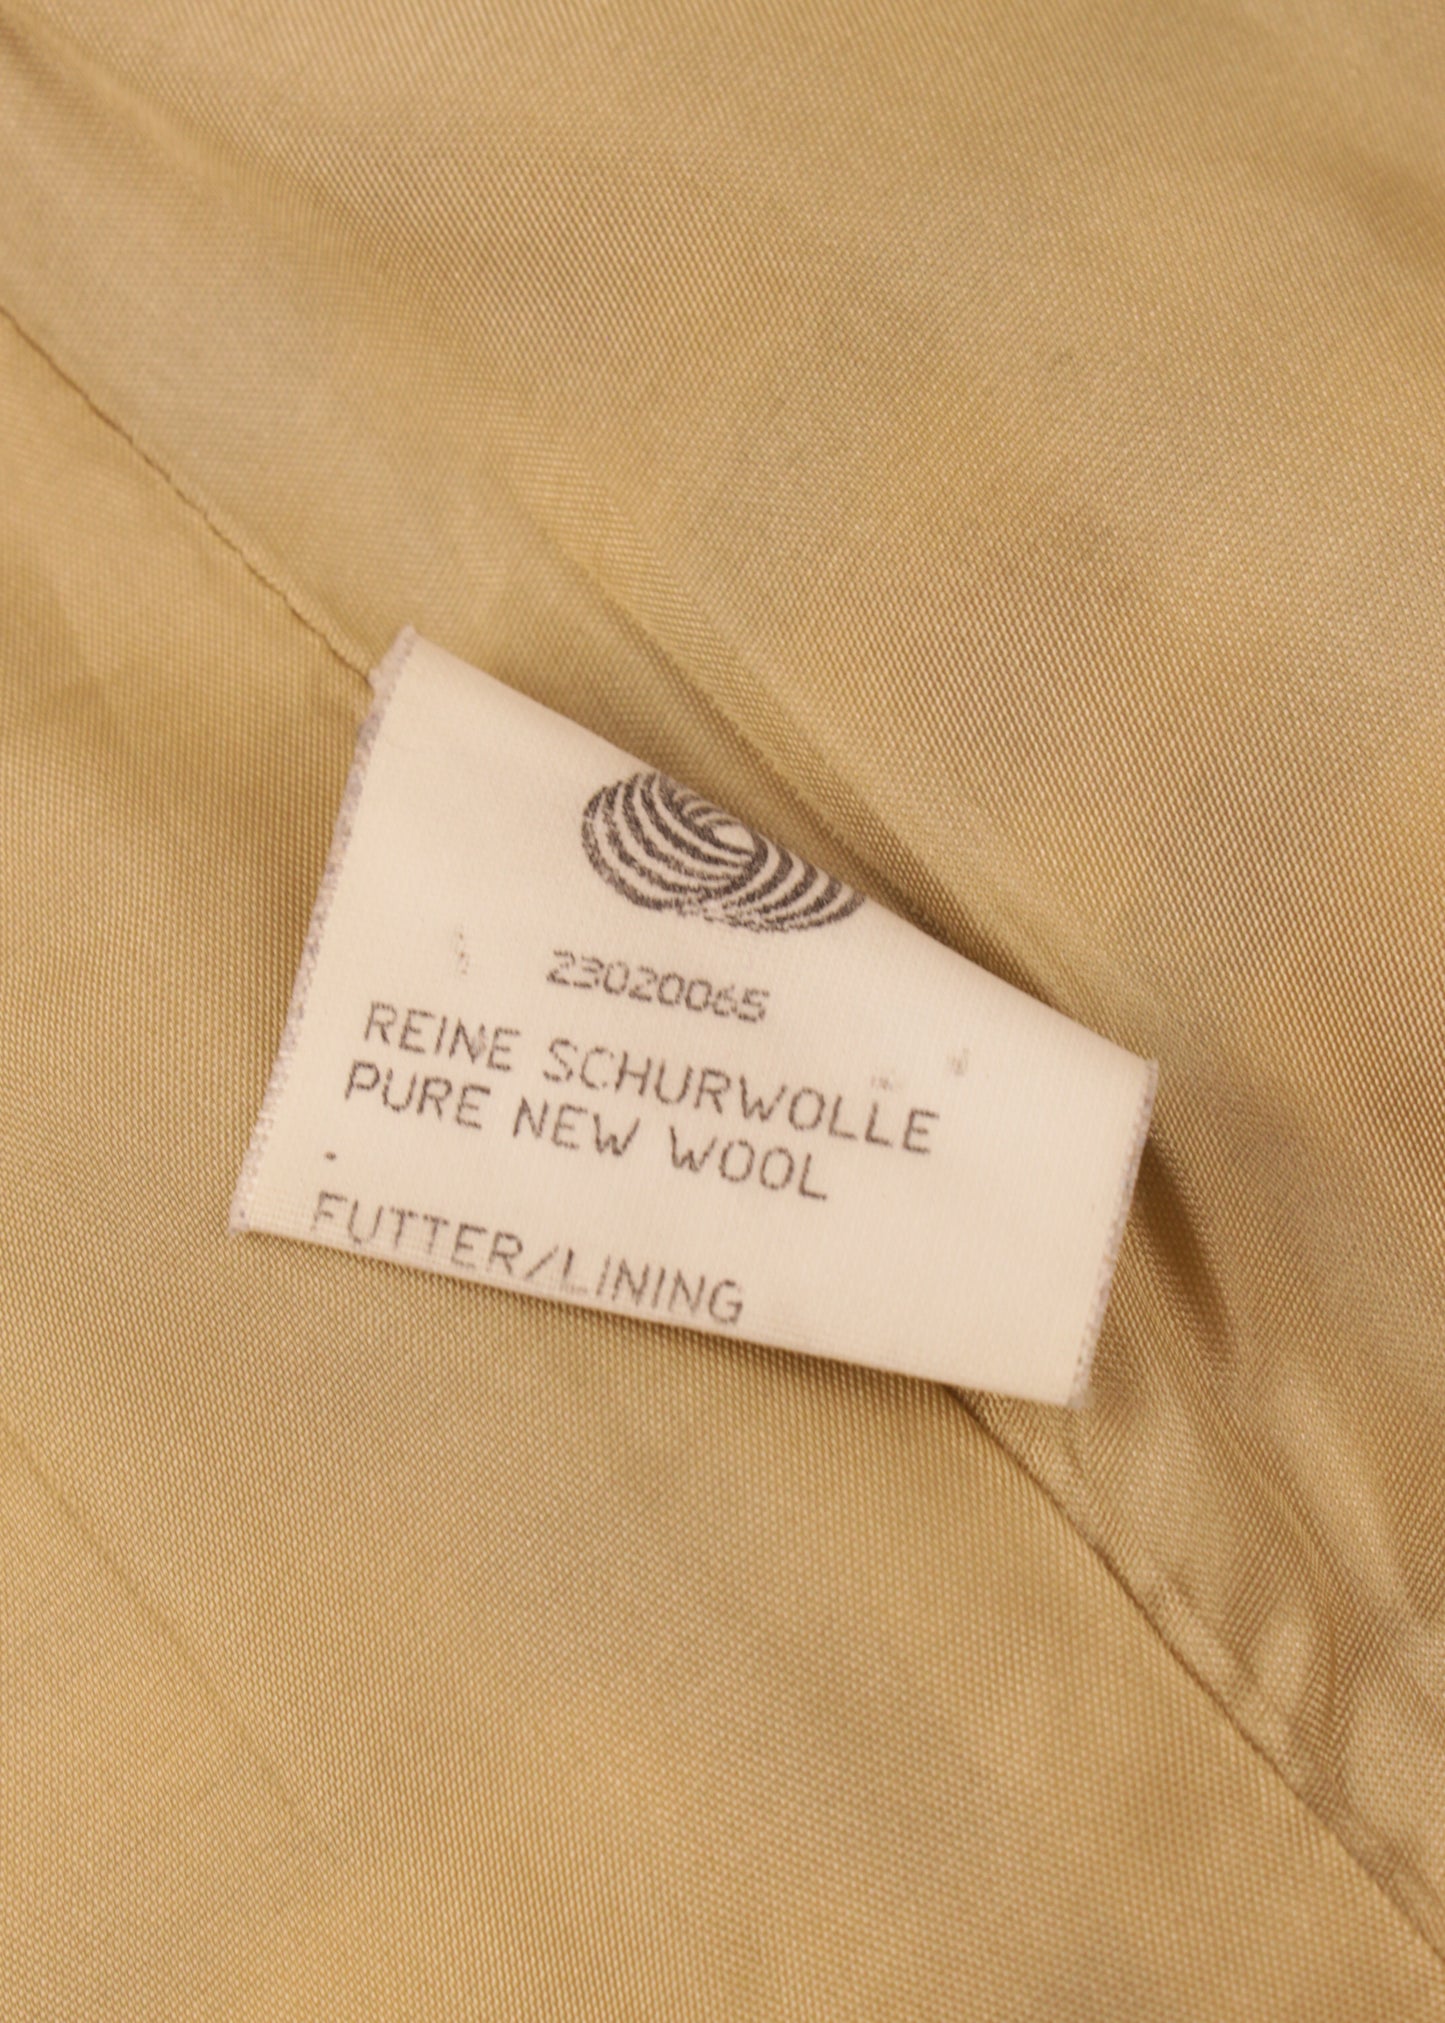 23020065
REINE SCHURWOLLE
PURE NEW WOOL
.
FUTTER/LINING